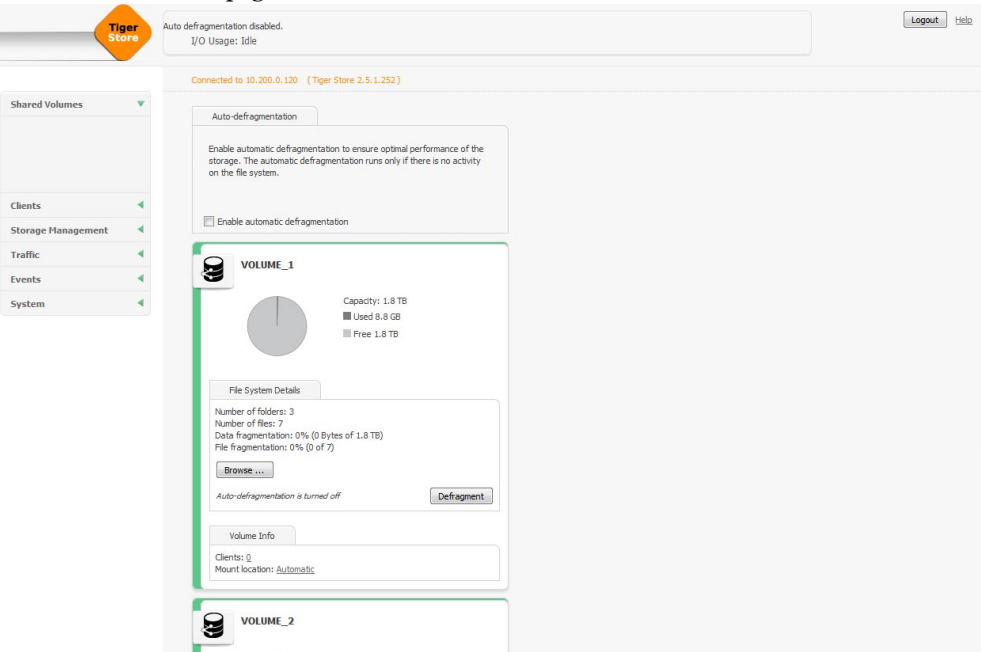 Tiger
Store
Auto defragmentation disabled.
I/O Usage: Idle
Logout
Help
Connected to 10.200.0.120 (Tiger Store 2.5.1.252)
Shared Volumes
Clients
Storage Management
Traffic
Events
System
Auto-defragmentation
Enable automatic defragmentation to ensure optimal performance of the
storage. The automatic defragmentation runs only if there is no activity
on the file system.
Enable automatic defragmentation
VOLUME_1
Capacity: 1.8 TB
Used 8.8 GB
Free 1.8 TB
File System Details
Number of folders: 3
Number of files: 7
Data fragmentation: 0% (0 Bytes of 1.8 TB)
File fragmentation: 0% (0 of 7)
Browse ...
Auto-defragmentation is turned off
Defragment
Volume Info
Clients: 0
Mount location: Automatic
VOLUME_2